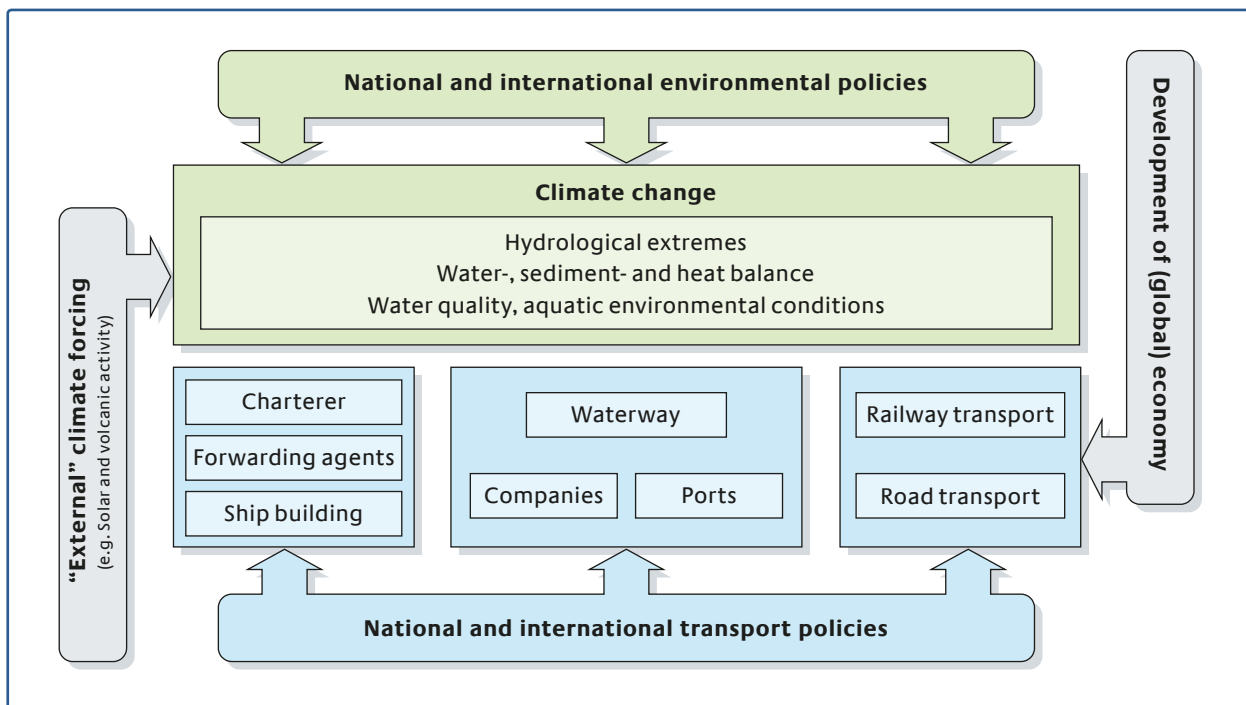 National and international environmental policies
Climate change
Hydrological extremes
Water-, sediment- and heat balance
Water quality, aquatic environmental conditions
"External" climate forcing
(e.g. Solar and volcanic activity)
Development of (global) economy
Charterer
Forwarding agents
Ship building
Waterway
Companies
Ports
Railway transport
Road transport
National and international transport policies